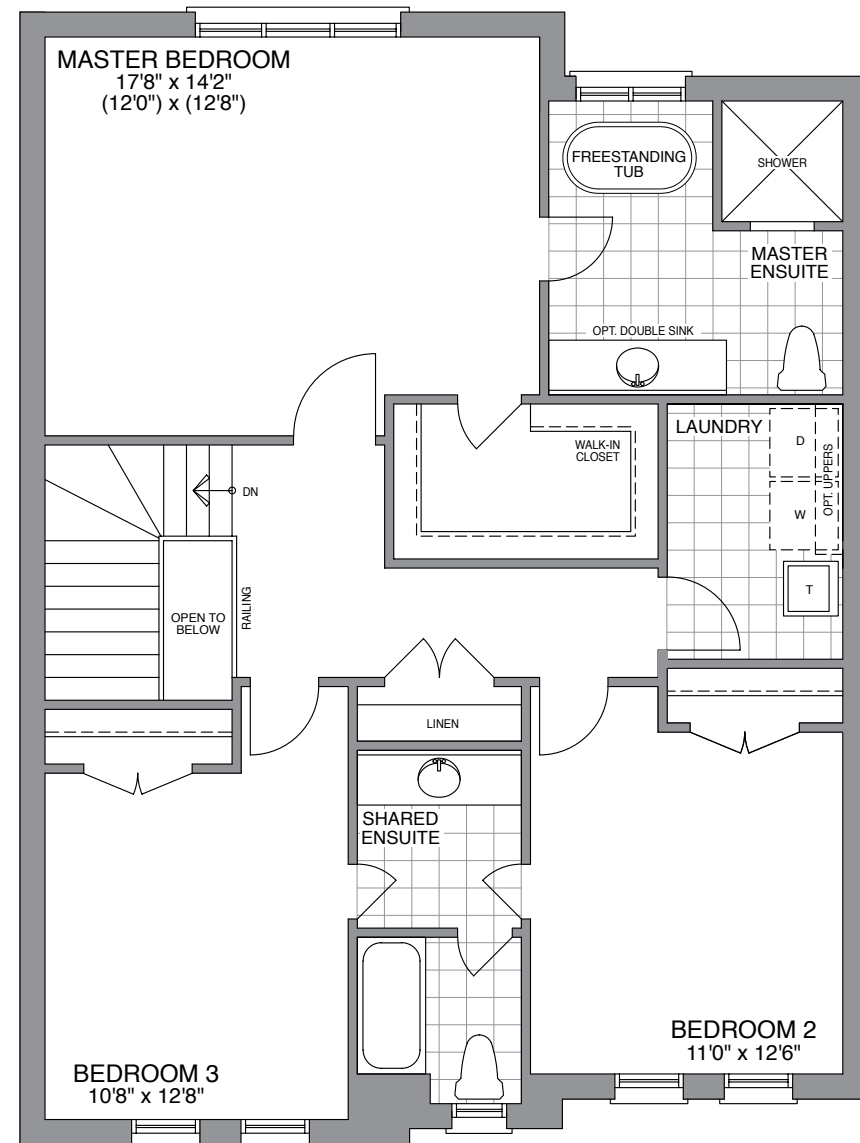 MASTER BEDROOM
17'8" x 14'2"
(12'0") x (12'8")
FREESTANDING
TUB
SHOWER
MASTER
ENSUITE
OPT. DOUBLE SINK
WALK-IN
CLOSET
LAUNDRY
D
W
OPT. UPPERS
T
DN
OPEN TO
BELOW
RAILING
LINEN
SHARED
ENSUITE
BEDROOM 2
11'0" x 12'6"
BEDROOM 3
10'8" x 12'8"